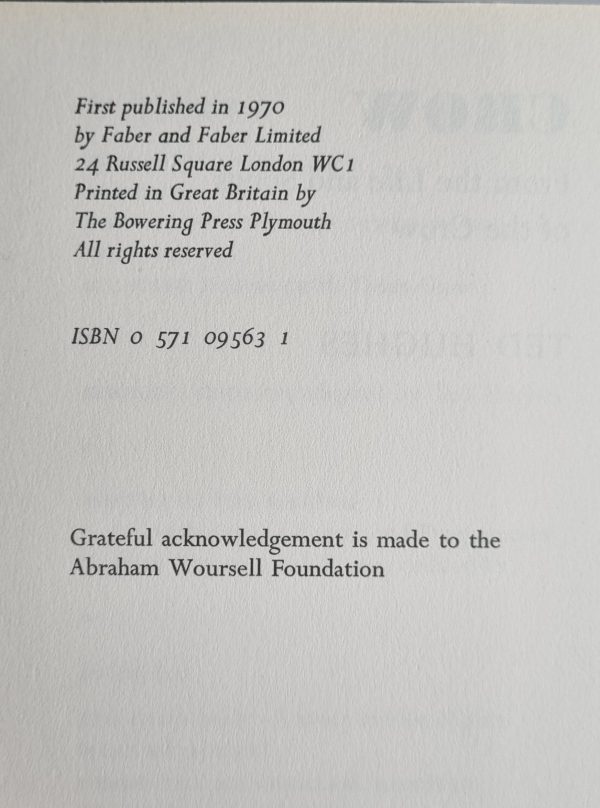 First published in 1970
by Faber and Faber Limited
24 Russell Square London WC1
Printed in Great Britain by
The Bowering Press Plymouth
All rights reserved
ISBN 0 571 09563 1
Grateful acknowledgement is made to the
Abraham Woursell Foundation